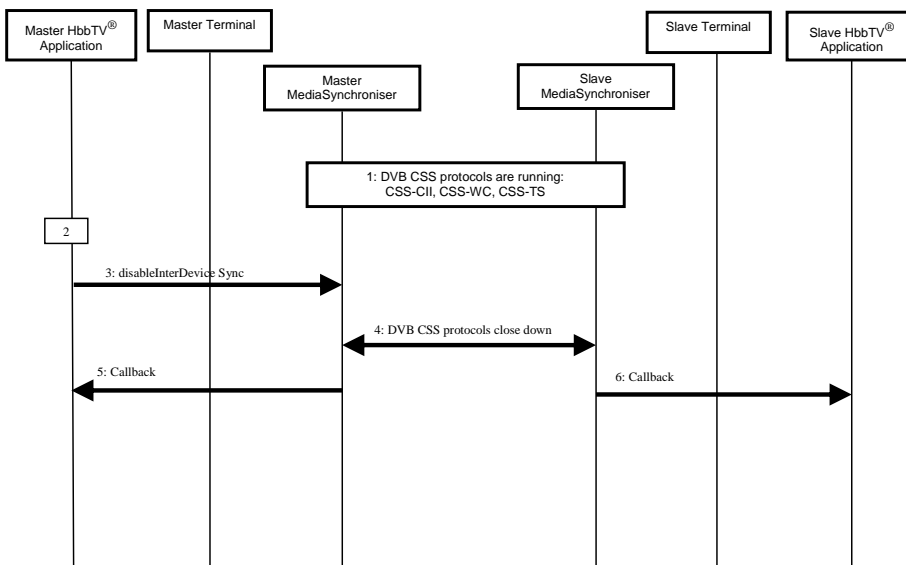 Master HbbTV®
Application
Master Terminal
Slave Terminal
Slave HbbTV®
Application
Master
MediaSynchroniser
Slave
MediaSynchroniser
1: DVB CSS protocols are running:
CSS-CII, CSS-WC, CSS-TS
2
3: disableInterDevice Sync
4: DVB CSS protocols close down
5: Callback
6: Callback